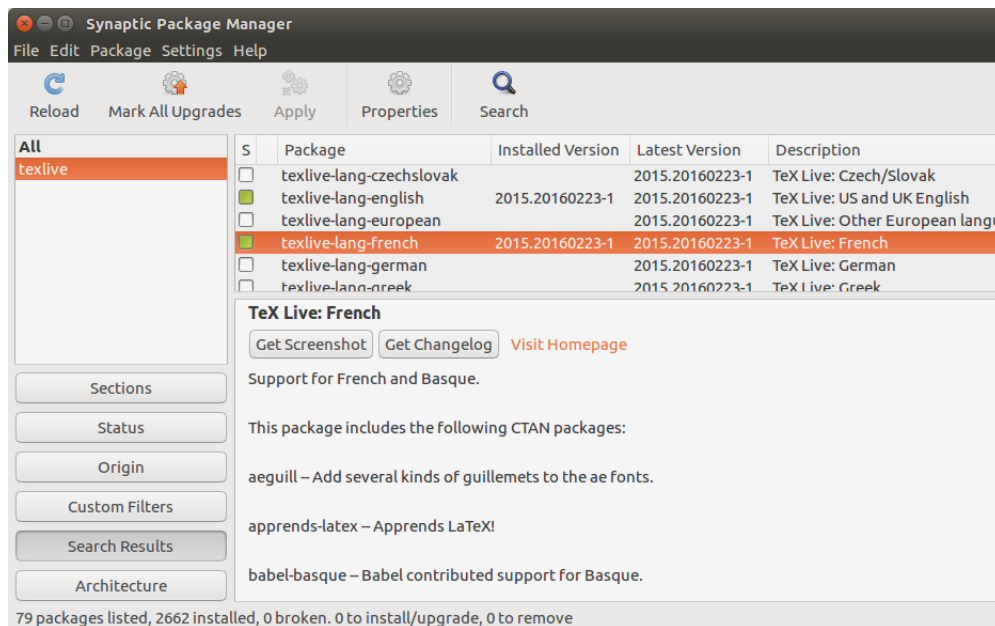 Synaptic Package Manager
File Edit Package Settings Help
Reload Mark All Upgrades Apply Properties Search
All
texlive
S Package Installed Version Latest Version Description
texlive-lang-czechslovak 2015.20160223-1 TeX Live: Czech/Slovak
texlive-lang-english 2015.20160223-1 2015.20160223-1 TeX Live: US and UK English
texlive-lang-european 2015.20160223-1 TeX Live: Other European langu
texlive-lang-french 2015.20160223-1 2015.20160223-1 TeX Live: French
texlive-lang-german 2015.20160223-1 TeX Live: German
texlive-lang-greek 2015.20160223-1 TeX Live: Greek
TeX Live: French
Get Screenshot Get Changelog Visit Homepage
Support for French and Basque.
This package includes the following CTAN packages:
aeguill -- Add several kinds of guillemets to the ae fonts.
apprends-latex -- Apprends LaTeX!
babel-basque -- Babel contributed support for Basque.
Sections
Status
Origin
Custom Filters
Search Results
Architecture
79 packages listed, 2662 installed, 0 broken. 0 to install/upgrade, 0 to remove